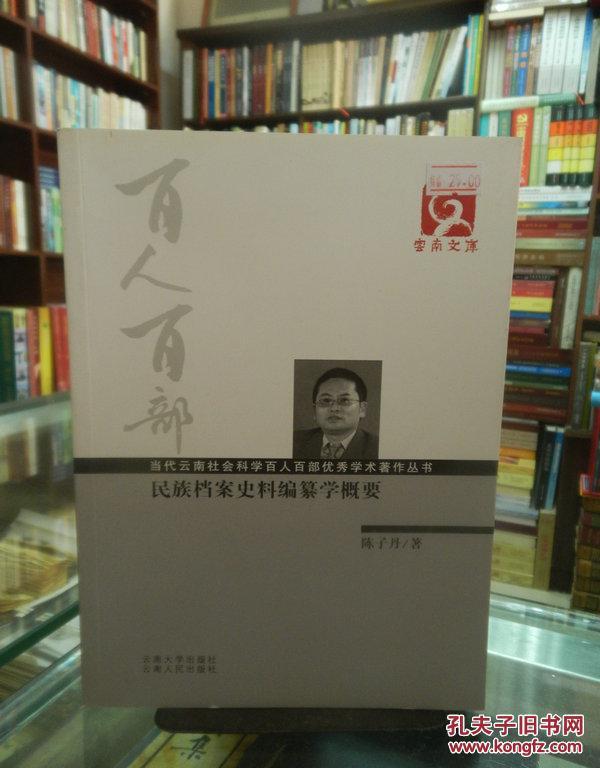 百人百部
29.00
雲南文库
当代云南社会科学百人百部优秀学术著作丛书
民族档案史料编纂学概要
陈子丹/著
云南大学出版社
云南人民出版社
孔夫子旧书网
www.kongfz.com